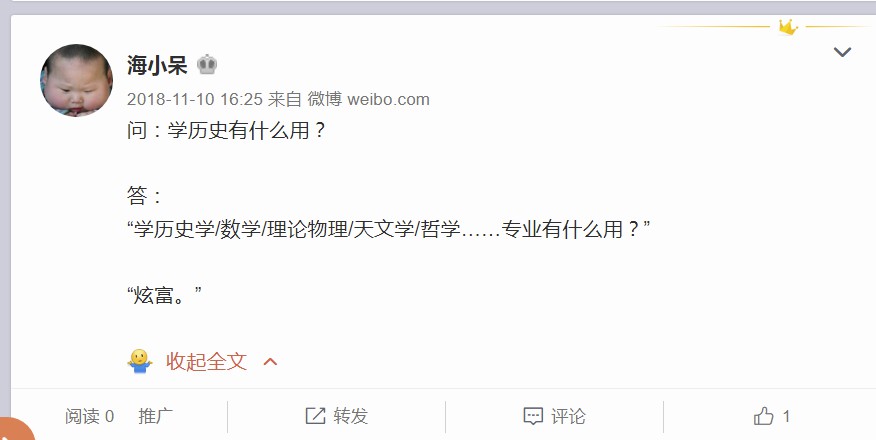 海小呆
2018-11-10 16:25 来自 微博 weibo.com
问：学历史有什么用？
答：
“学历史学/数学/理论物理/天文学/哲学……专业有什么用？”
“炫富。”
收起全文
阅读 0 推广 转发 评论 1